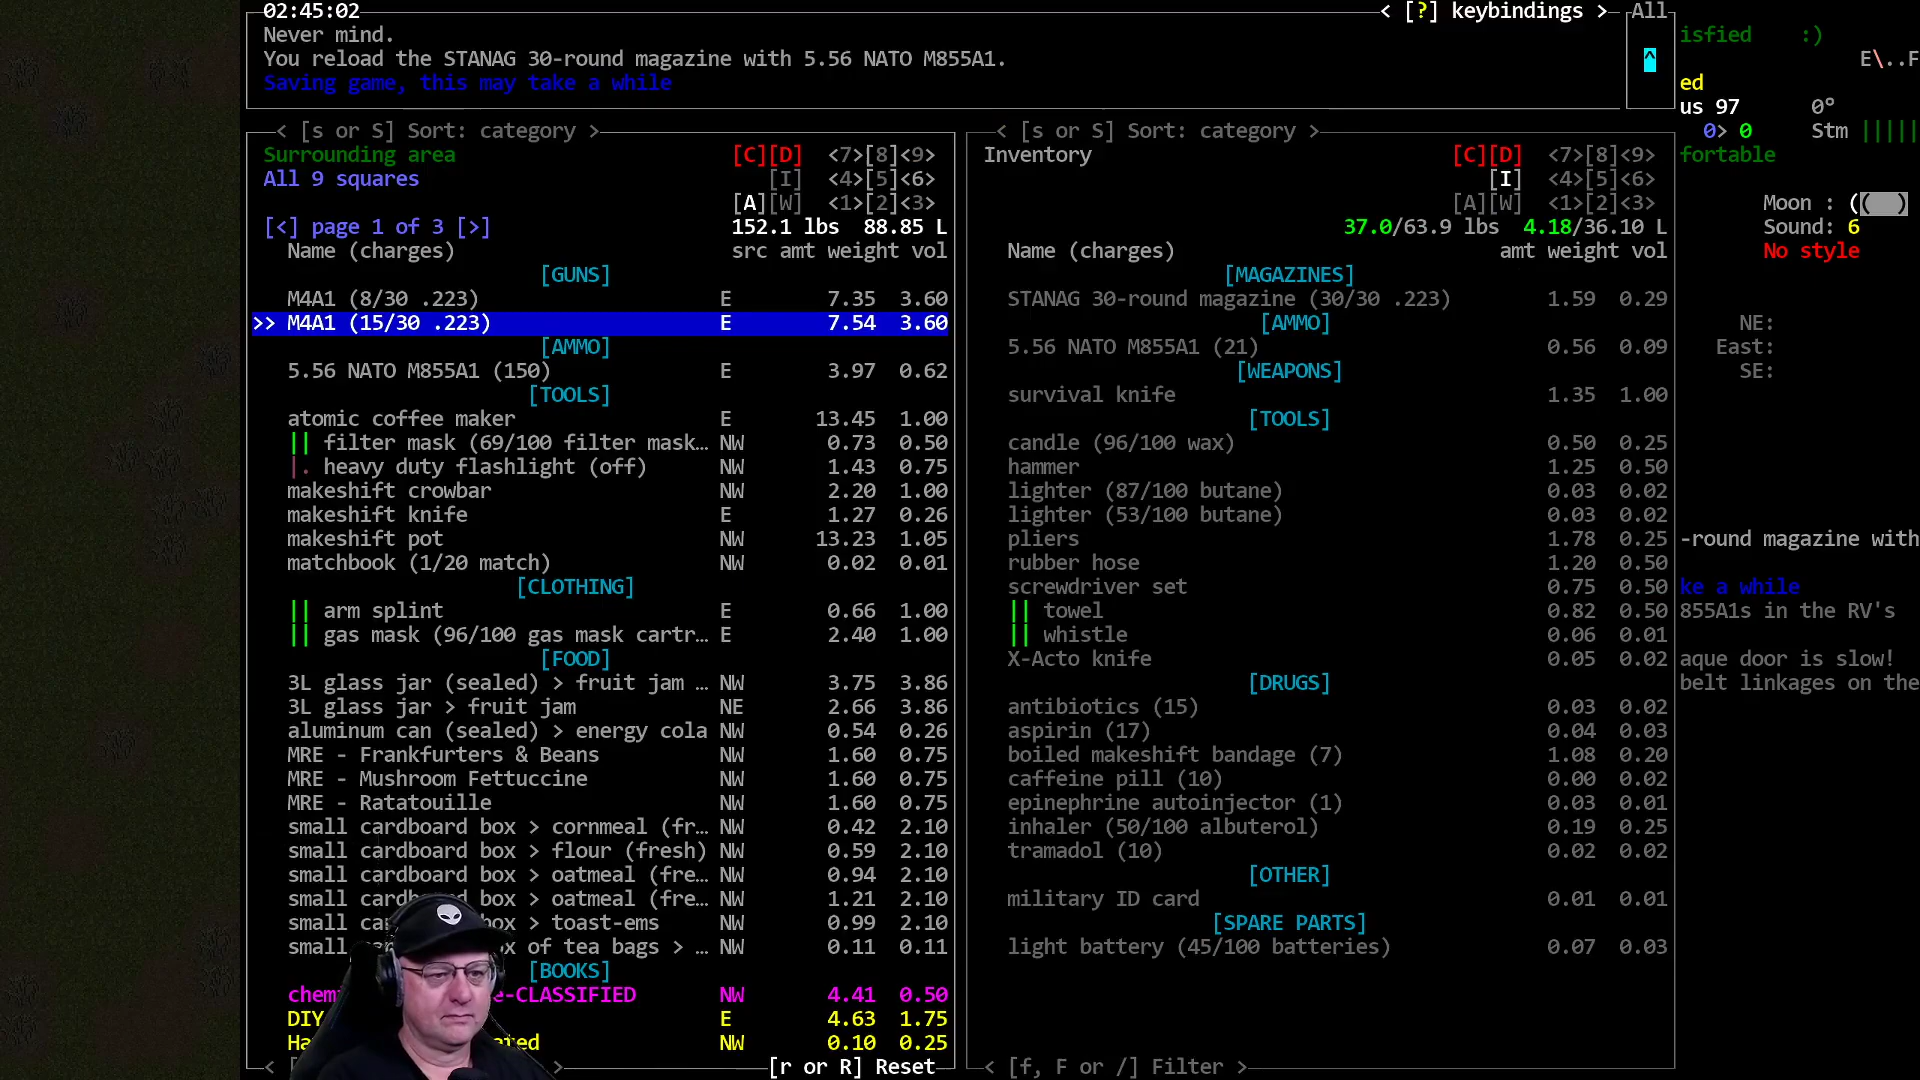 02:45:02
< [?] keybindings >
All
Never mind.
You reload the STANAG 30-round magazine with 5.56 NATO M855A1.
Saving game, this may take a while
^
isfied :)
E\..F
ed
us 97 0°
0> 0 Stm |||||
fortable
Moon : (( )
Sound: 6
No style
NE:
East:
SE:
-round magazine with
ke a while
855A1s in the RV's
aque door is slow!
belt linkages on the
< [s or S] Sort: category >
Surrounding area [C][D] <7>[8]<9>
All 9 squares [I] <4>[5]<6>
[A][W] <1>[2]<3>
[<] page 1 of 3 [>] 152.1 lbs 88.85 L
Name (charges) src amt weight vol
[GUNS]
M4A1 (8/30 .223) E 7.35 3.60
>> M4A1 (15/30 .223) E 7.54 3.60
[AMMO]
5.56 NATO M855A1 (150) E 3.97 0.62
[TOOLS]
atomic coffee maker E 13.45 1.00
|| filter mask (69/100 filter mask… NW 0.73 0.50
|. heavy duty flashlight (off) NW 1.43 0.75
makeshift crowbar NW 2.20 1.00
makeshift knife E 1.27 0.26
makeshift pot NW 13.23 1.05
matchbook (1/20 match) NW 0.02 0.01
[CLOTHING]
|| arm splint E 0.66 1.00
|| gas mask (96/100 gas mask cartr… E 2.40 1.00
[FOOD]
3L glass jar (sealed) > fruit jam … NW 3.75 3.86
3L glass jar > fruit jam NE 2.66 3.86
aluminum can (sealed) > energy cola NW 0.54 0.26
MRE - Frankfurters & Beans NW 1.60 0.75
MRE - Mushroom Fettuccine NW 1.60 0.75
MRE - Ratatouille NW 1.60 0.75
small cardboard box > cornmeal (fr… NW 0.42 2.10
small cardboard box > flour (fresh) NW 0.59 2.10
small cardboard box > oatmeal (fre… NW 0.94 2.10
small cardboard box > oatmeal (fre… NW 1.21 2.10
small ca box > toast-ems NW 0.99 2.10
small ox of tea bags > … NW 0.11 0.11
[BOOKS]
chem e-CLASSIFIED NW 4.41 0.50
DIY E 4.63 1.75
Ha ated NW 0.10 0.25
< [ > [r or R] Reset
< [s or S] Sort: category >
Inventory [C][D] <7>[8]<9>
[I] <4>[5]<6>
[A][W] <1>[2]<3>
37.0/63.9 lbs 4.18/36.10 L
Name (charges) amt weight vol
[MAGAZINES]
STANAG 30-round magazine (30/30 .223) 1.59 0.29
[AMMO]
5.56 NATO M855A1 (21) 0.56 0.09
[WEAPONS]
survival knife 1.35 1.00
[TOOLS]
candle (96/100 wax) 0.50 0.25
hammer 1.25 0.50
lighter (87/100 butane) 0.03 0.02
lighter (53/100 butane) 0.03 0.02
pliers 1.78 0.25
rubber hose 1.20 0.50
screwdriver set 0.75 0.50
|| towel 0.82 0.50
|| whistle 0.06 0.01
X-Acto knife 0.05 0.02
[DRUGS]
antibiotics (15) 0.03 0.02
aspirin (17) 0.04 0.03
boiled makeshift bandage (7) 1.08 0.20
caffeine pill (10) 0.00 0.02
epinephrine autoinjector (1) 0.03 0.01
inhaler (50/100 albuterol) 0.19 0.25
tramadol (10) 0.02 0.02
[OTHER]
military ID card 0.01 0.01
[SPARE PARTS]
light battery (45/100 batteries) 0.07 0.03
< [f, F or /] Filter >